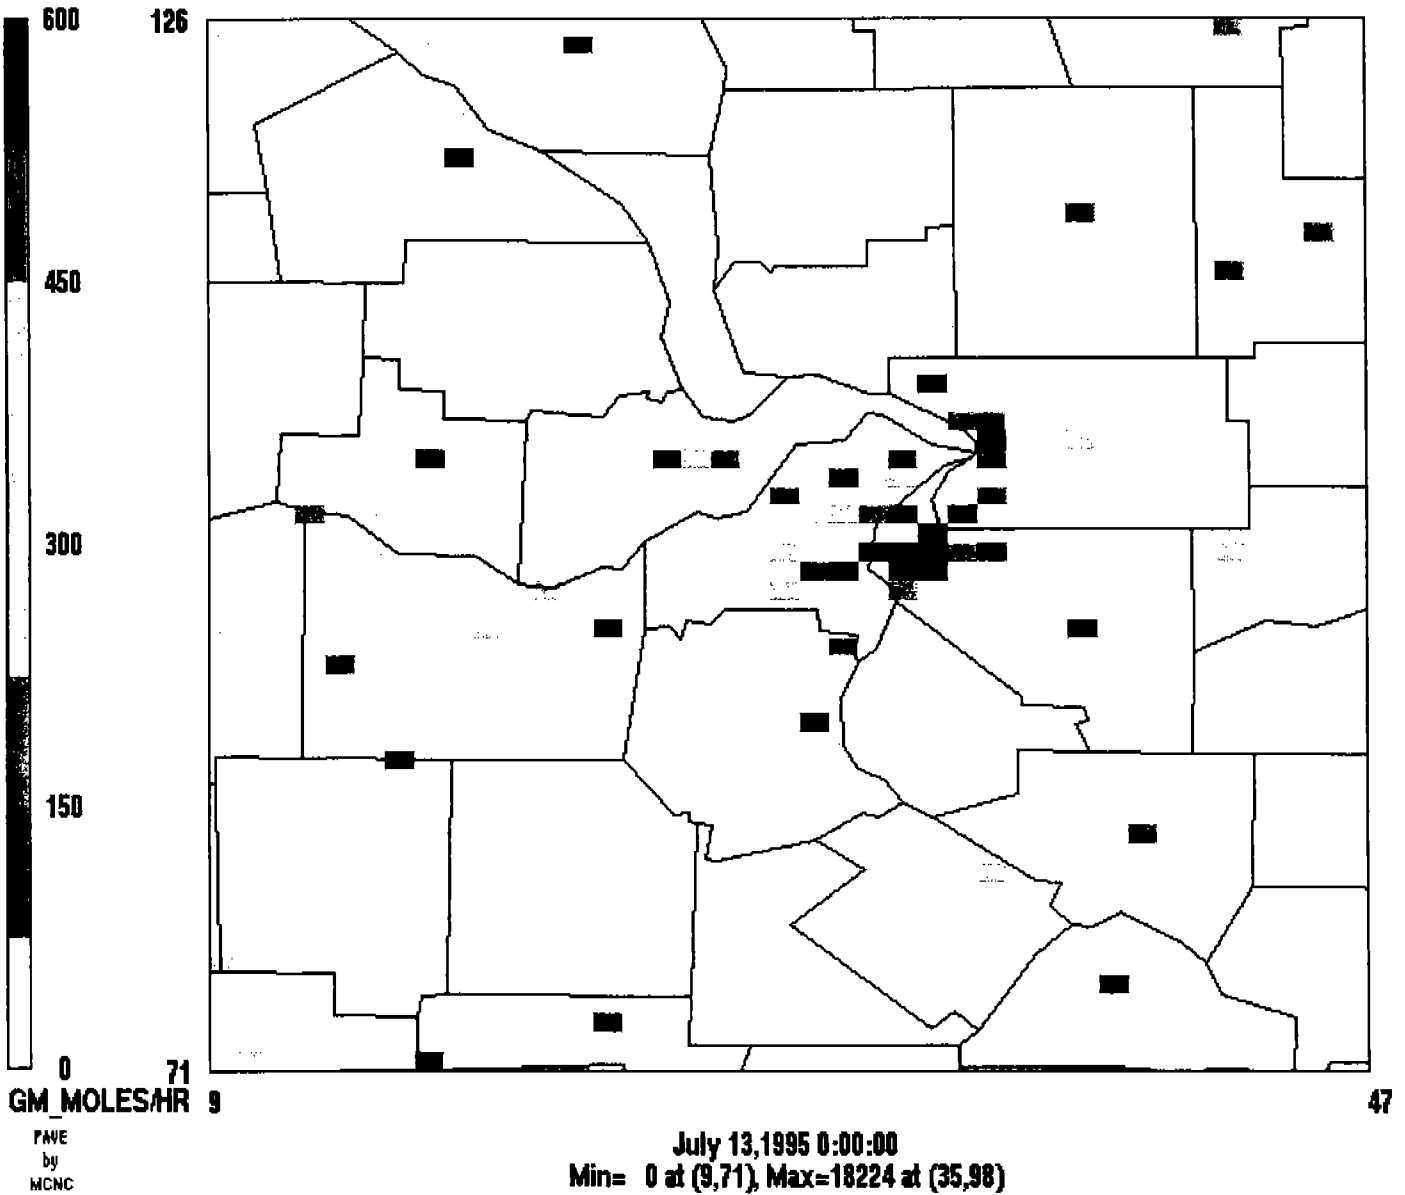 600 126
450
300
150
0 71
GM_MOLES/HR 9 47
PAVE
by
MCNC
July 13,1995 0:00:00
Min= 0 at (9,71), Max=18224 at (35,98)